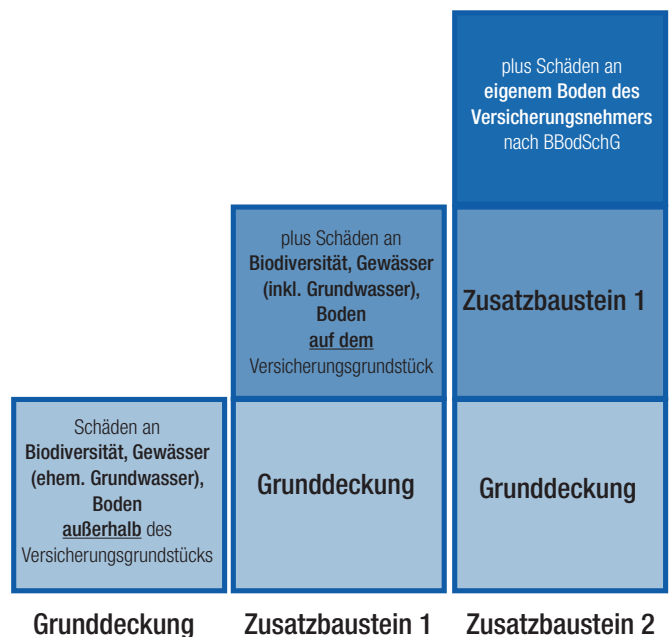 plus Schäden an
eigenem Boden des
Versicherungsnehmers
nach BBodSchG
plus Schäden an
Biodiversität, Gewässer
(inkl. Grundwasser),
Boden
auf dem
Versicherungsgrundstück
Zusatzbaustein 1
Schäden an
Biodiversität, Gewässer
(ehem. Grundwasser),
Boden
außerhalb des
Versicherungsgrundstücks
Grunddeckung
Grunddeckung
Grunddeckung
Zusatzbaustein 1
Zusatzbaustein 2